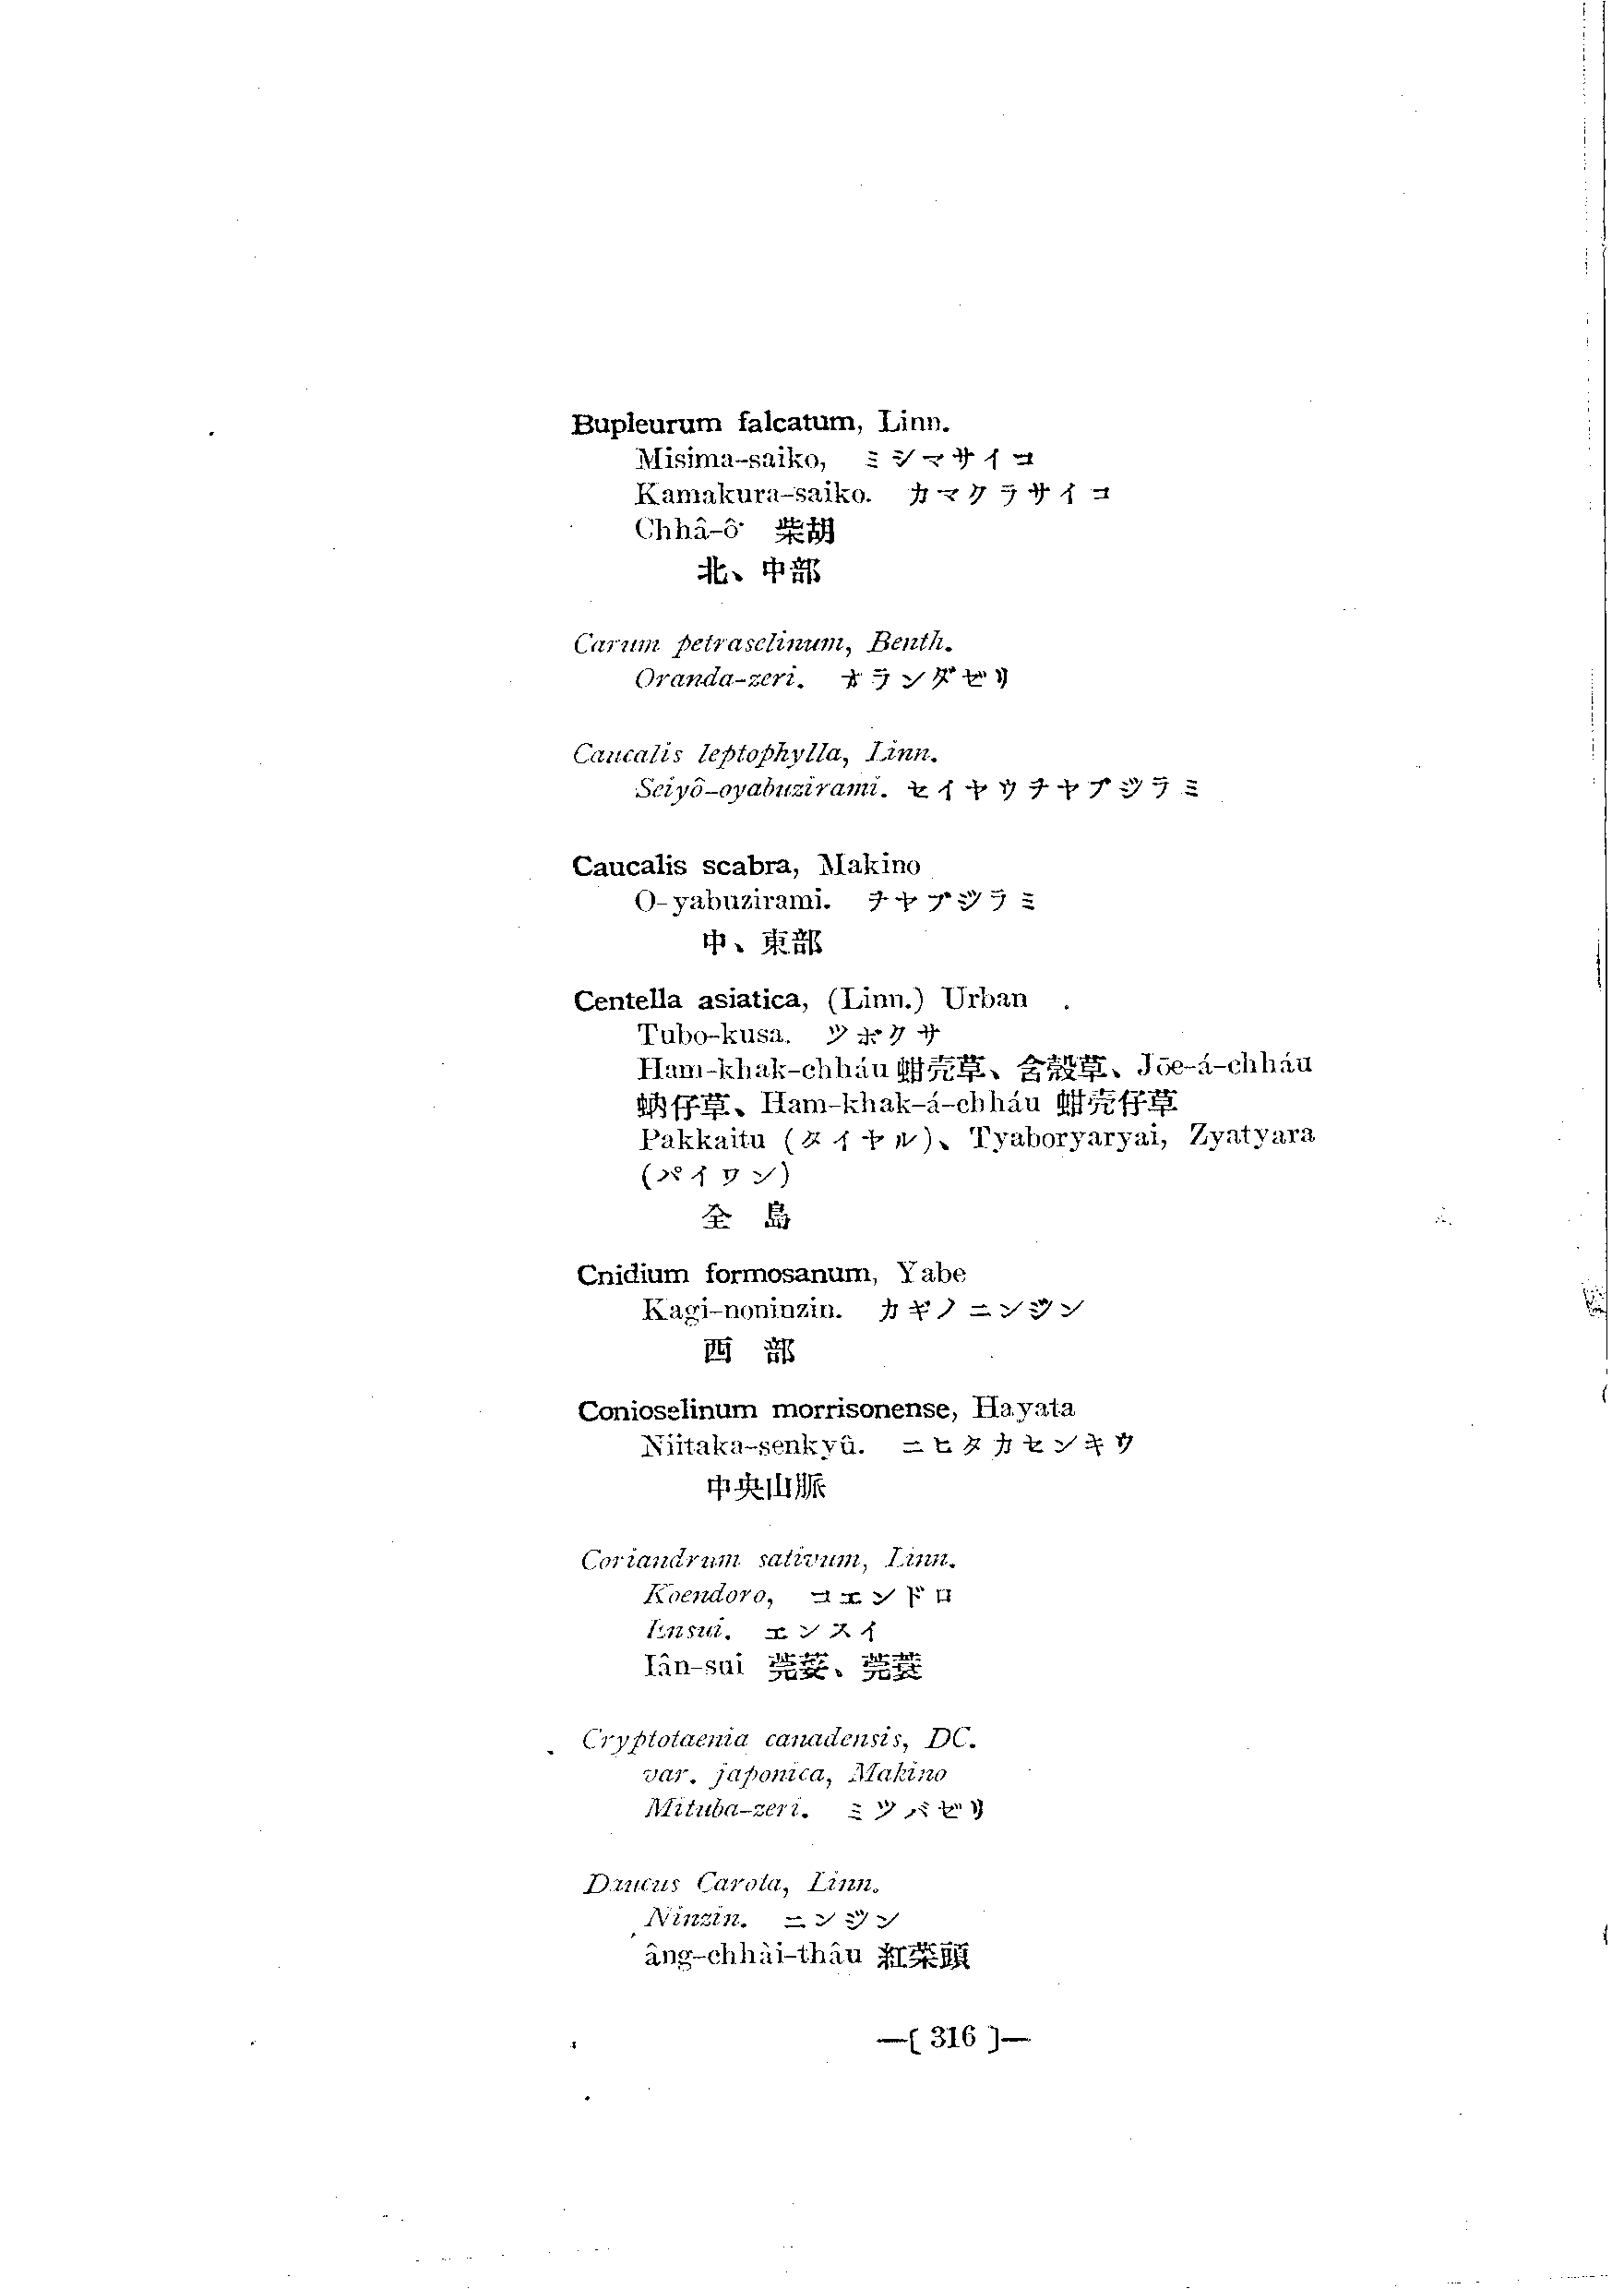 Bupleurum falcatum, Linn.
Misima-saiko, ミシマサイコ
Kamakura-saiko. カマクラサイコ
Chhâ-ô͘ 柴胡
北、中部
Carum petraselinum, Benth.
Oranda-zeri. オランダゼリ
Caucalis leptophylla, Linn.
Seiyô-oyabuzirami. セイヤウヲヤブジラミ
Caucalis scabra, Makino
O-yabuzirami. ヲヤブジラミ
中、東部
Centella asiatica, (Linn.) Urban
Tubo-kusa. ツボクサ
Ham-khak-chháu 蚶壳草、含殼草、Jōe-á-chháu
蚋仔草、Ham-khak-á-chháu 蚶壳仔草
Pakkaitu (タイヤル)、Tyaboryaryai, Zyatyara
(パイワン)
全 島
Cnidium formosanum, Yabe
Kagi-noninzin. カギノニンジン
西 部
Conioselinum morrisonense, Hayata
Niitaka-senkyû. ニヒタカセンキウ
中央山脈
Coriandrum sativum, Linn.
Koendoro, コエンドロ
Ensui. エンスイ
Iân-sui 莞荽、莞蓑
Cryptotaenia canadensis, DC.
var. japonica, Makino
Mituba-zeri. ミツバゼリ
Daucus Carota, Linn.
Ninzin. ニンジン
âng-chhài-thâu 紅菜頭
—[ 316 ]—